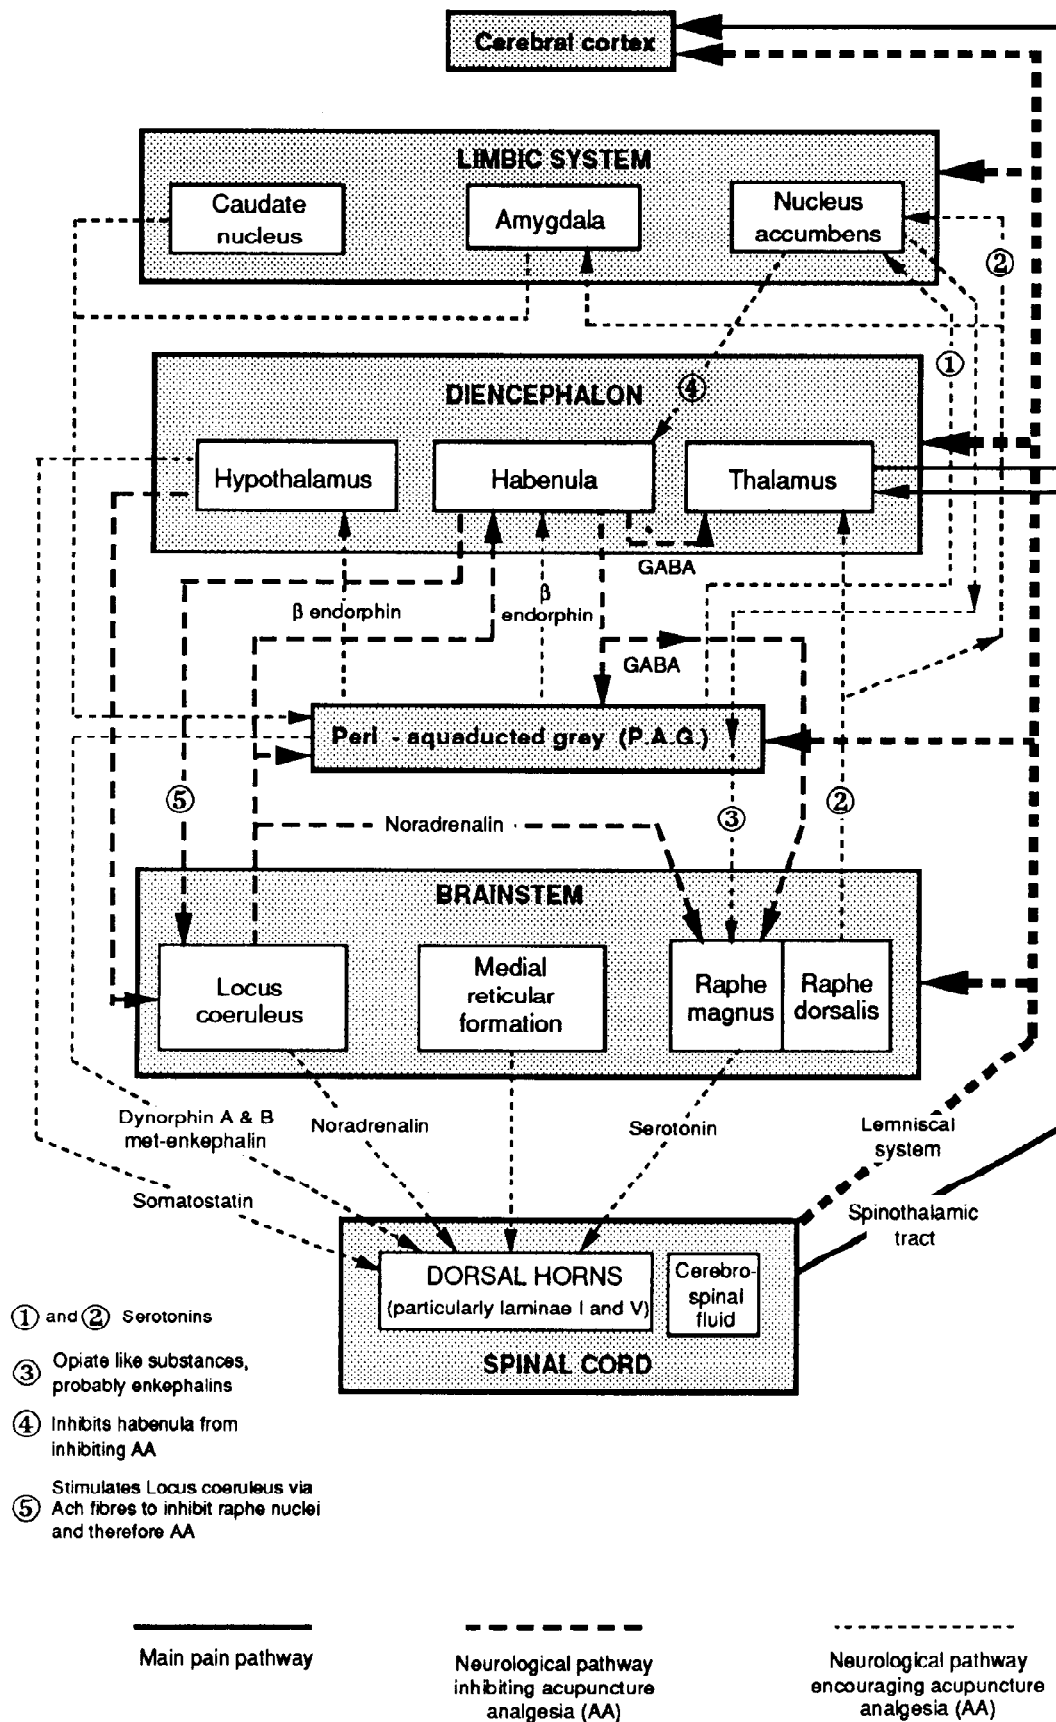 Cerebral cortex
LIMBIC SYSTEM
Caudate
nucleus
Amygdala
Nucleus
accumbens
②
①
DIENCEPHALON
④
Hypothalamus
Habenula
Thalamus
GABA
β endorphin
β
endorphin
GABA
Peri - aquaducted grey (P.A.G.)
⑤
Noradrenalin
③
②
BRAINSTEM
Locus
coeruleus
Medial
reticular
formation
Raphe
magnus
Raphe
dorsalis
Dynorphin A & B
met-enkephalin
Noradrenalin
Serotonin
Lemniscal
system
Somatostatin
Spinothalamic
tract
DORSAL HORNS
(particularly laminae I and V)
Cerebro-
spinal
fluid
SPINAL CORD
① and ② Serotonins
③ Opiate like substances,
probably enkephalins
④ Inhibits habenula from
inhibiting AA
Stimulates Locus coeruleus via
⑤ Ach fibres to inhibit raphe nuclei
and therefore AA
Main pain pathway
Neurological pathway
inhibiting acupuncture
analgesia (AA)
Neurological pathway
encouraging acupuncture
analgesia (AA)